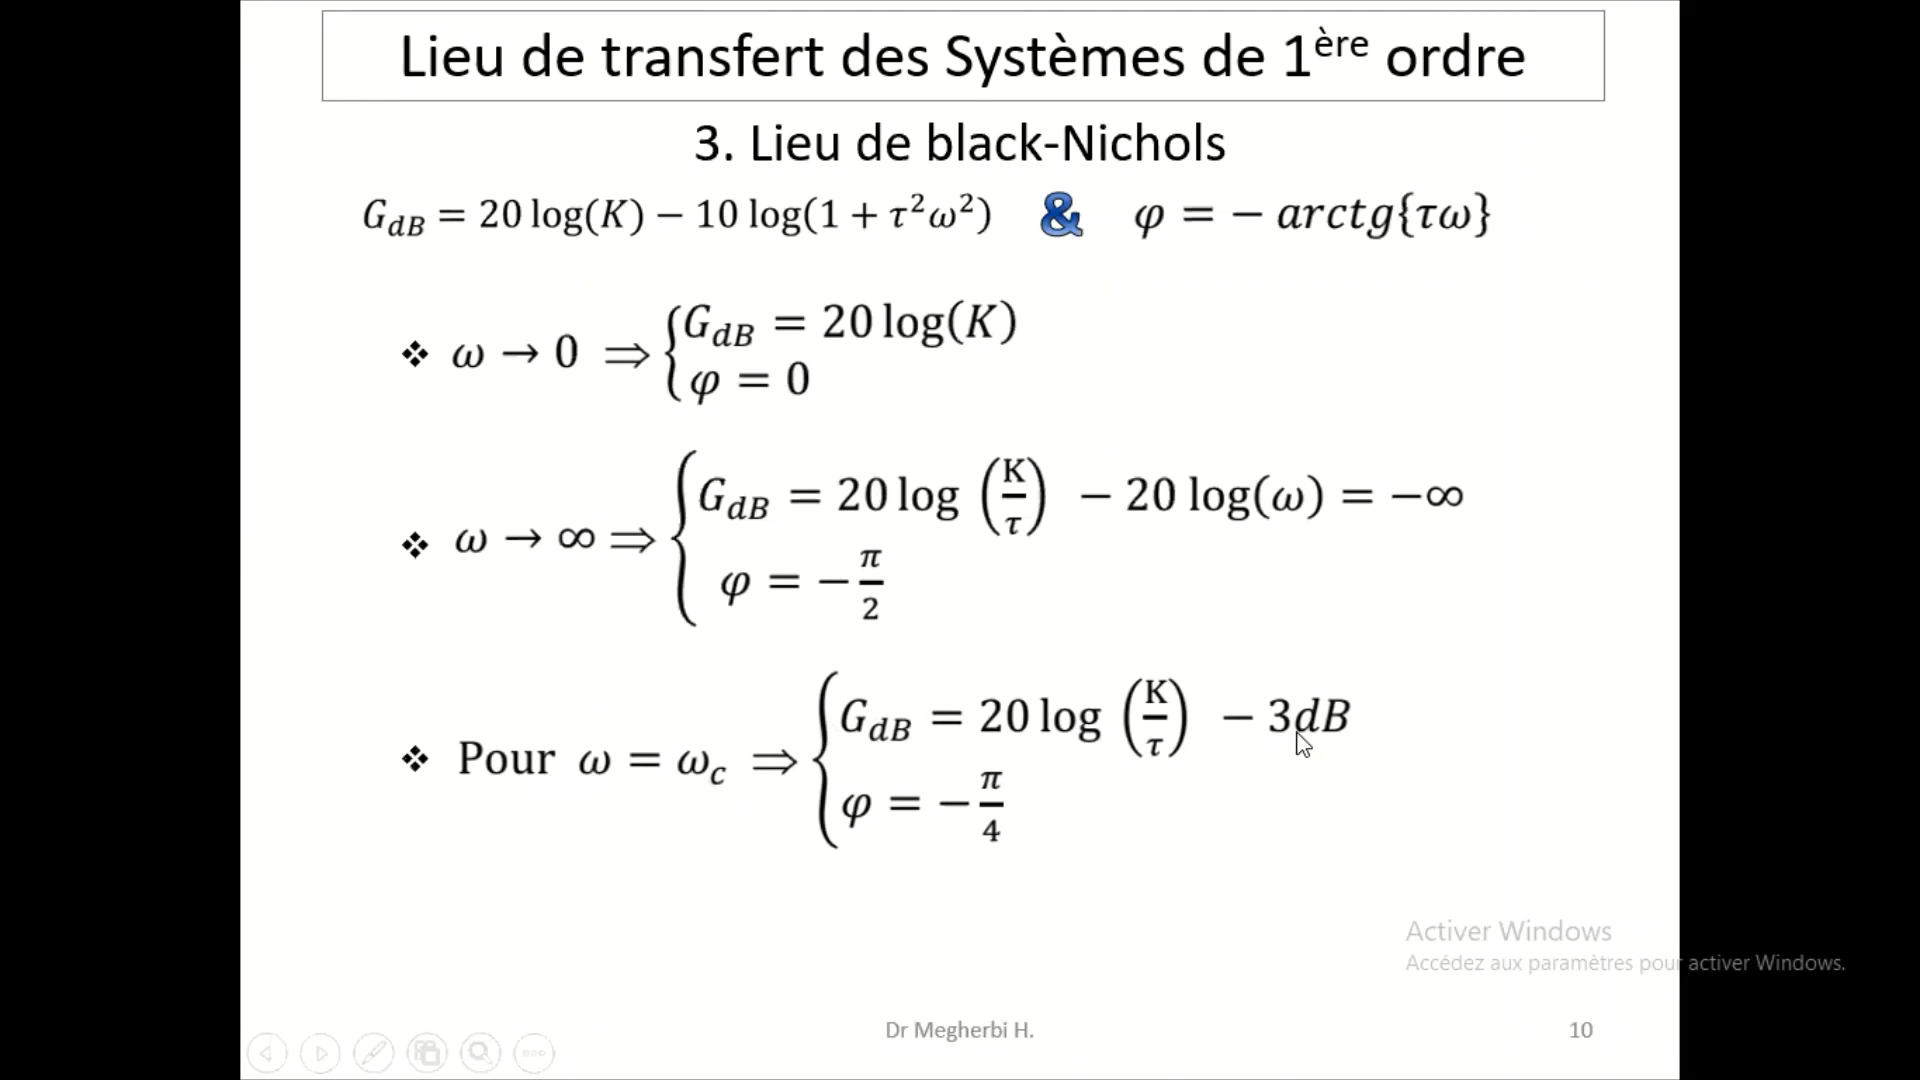 Lieu de transfert des Systèmes de 1ère ordre
3. Lieu de black-Nichols
G_dB = 20 log(K) − 10 log(1 + τ²ω²) & φ = − arctg{τω}
❖ ω → 0 ⇒ { G_dB = 20 log(K)
φ = 0
❖ ω → ∞ ⇒ { G_dB = 20 log (K/τ) − 20 log(ω) = −∞
φ = −π/2
❖ Pour ω = ω_c ⇒ { G_dB = 20 log (K/τ) − 3dB
φ = −π/4
Activer Windows
Accédez aux paramètres pour activer Windows.
Dr Megherbi H.
10